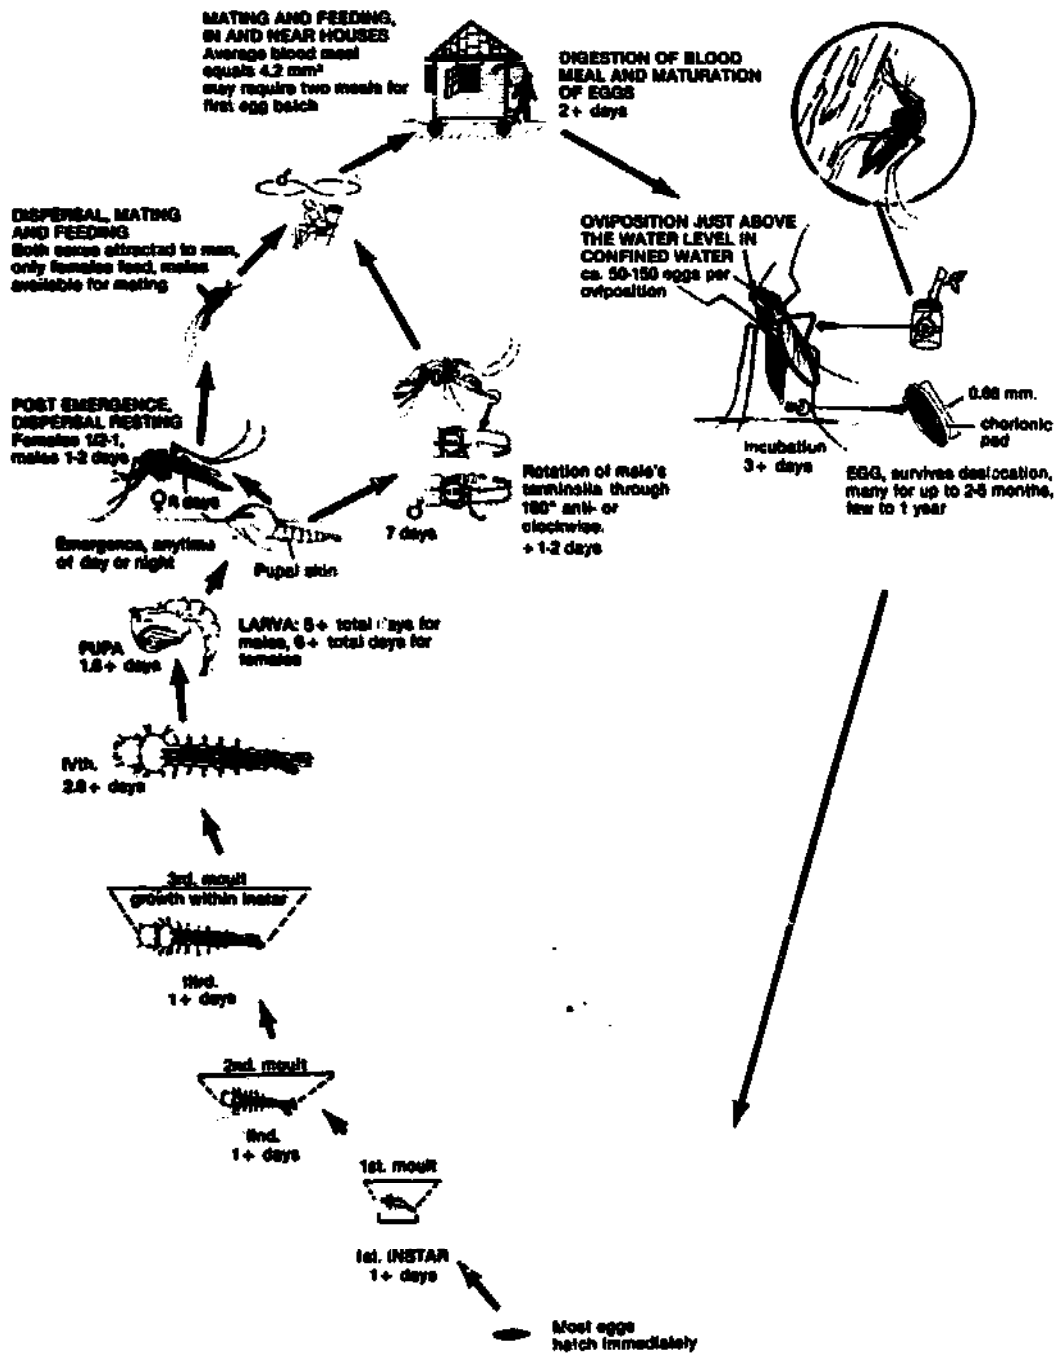 MATING AND FEEDING,
IN AND NEAR HOUSES
Average blood meal
equals 4.2 mm³
may require two meals for
first egg batch
DIGESTION OF BLOOD
MEAL AND MATURATION
OF EGGS
2+ days
DISPERSAL, MATING
AND FEEDING
Both sexes attracted to man,
only females feed, males
available for mating
♂
OVIPOSITION JUST ABOVE
THE WATER LEVEL IN
CONFINED WATER
ca. 50-150 eggs per
oviposition
0.66 mm.
chorionic
pad
Incubation
3+ days
EGG, survives desiccation,
many for up to 2-5 months,
few to 1 year
POST EMERGENCE,
DISPERSAL RESTING
Females 1/2-1,
males 1-2 days
♀ days
Emergence, anytime
of day or night
Pupal skin
♂
7 days
Rotation of male's
terminalia through
180° anti- or
clockwise.
+ 1-2 days
PUPA
1.8+ days
LARVA: 5+ total days for
males, 6+ total days for
females
IVth.
2.8+ days
3rd. moult
growth within instar
IIIrd.
1+ days
2nd. moult
IInd.
1+ days
1st. moult
Ist. INSTAR
1+ days
Most eggs
hatch immediately